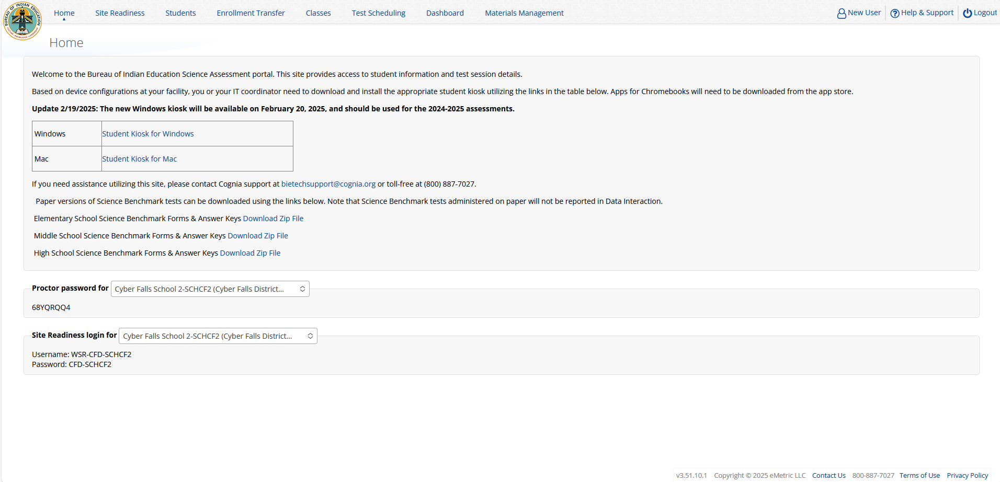 BUREAU OF INDIAN EDUCATION
Home
Site Readiness
Students
Enrollment Transfer
Classes
Test Scheduling
Dashboard
Materials Management
New User
Help & Support
Logout
Home
Welcome to the Bureau of Indian Education Science Assessment portal. This site provides access to student information and test session details.
Based on device configurations at your facility, you or your IT coordinator need to download and install the appropriate student kiosk utilizing the links in the table below. Apps for Chromebooks will need to be downloaded from the app store.
Update 2/19/2025: The new Windows kiosk will be available on February 20, 2025, and should be used for the 2024-2025 assessments.
Windows Student Kiosk for Windows
Mac Student Kiosk for Mac
If you need assistance utilizing this site, please contact Cognia support at bietechsupport@cognia.org or toll-free at (800) 887-7027.
Paper versions of Science Benchmark tests can be downloaded using the links below. Note that Science Benchmark tests administered on paper will not be reported in Data Interaction.
Elementary School Science Benchmark Forms & Answer Keys Download Zip File
Middle School Science Benchmark Forms & Answer Keys Download Zip File
High School Science Benchmark Forms & Answer Keys Download Zip File
Proctor password for Cyber Falls School 2-SCHCF2 (Cyber Falls District...
68YQRQQ4
Site Readiness login for Cyber Falls School 2-SCHCF2 (Cyber Falls District...
Username: WSR-CFD-SCHCF2
Password: CFD-SCHCF2
v3.51.10.1 Copyright © 2025 eMetric LLC Contact Us 800-887-7027 Terms of Use Privacy Policy